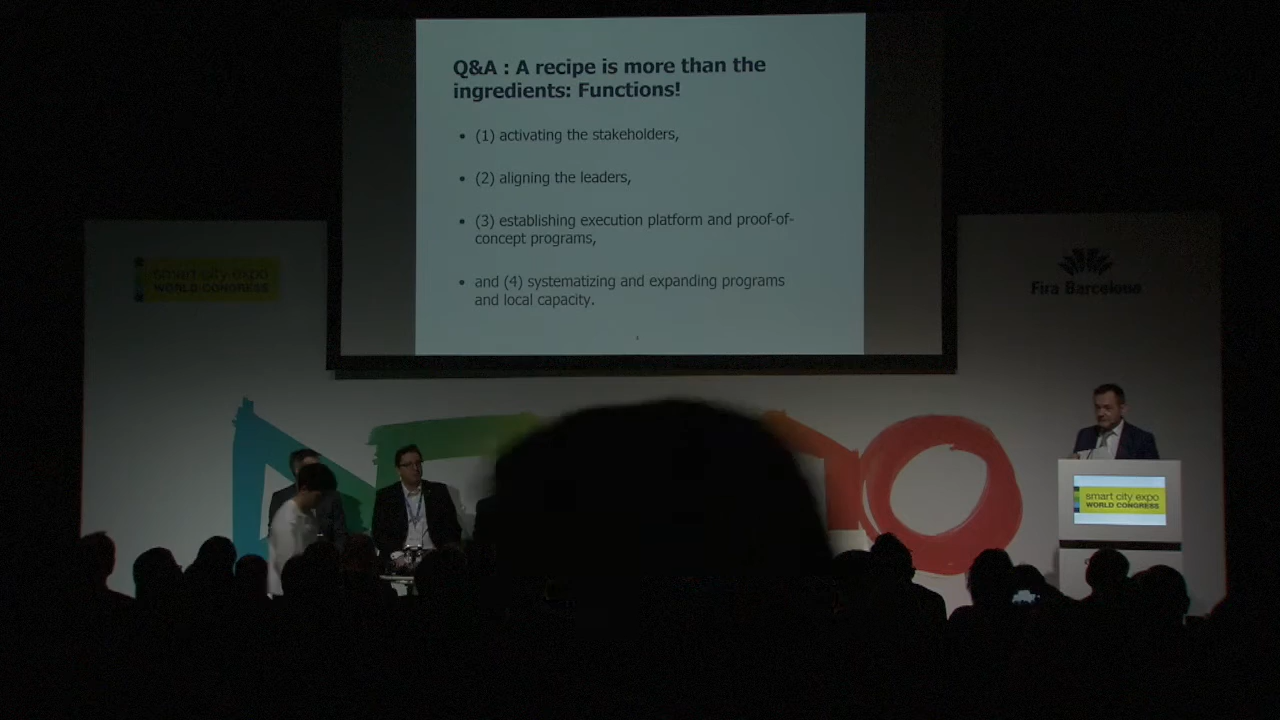 Q&A : A recipe is more than the
ingredients: Functions!
• (1) activating the stakeholders,
• (2) aligning the leaders,
• (3) establishing execution platform and proof-of-
concept programs,
• and (4) systematizing and expanding programs
and local capacity.
smart city expo
WORLD CONGRESS
Fira Barcelona
smart city expo
WORLD CONGRESS